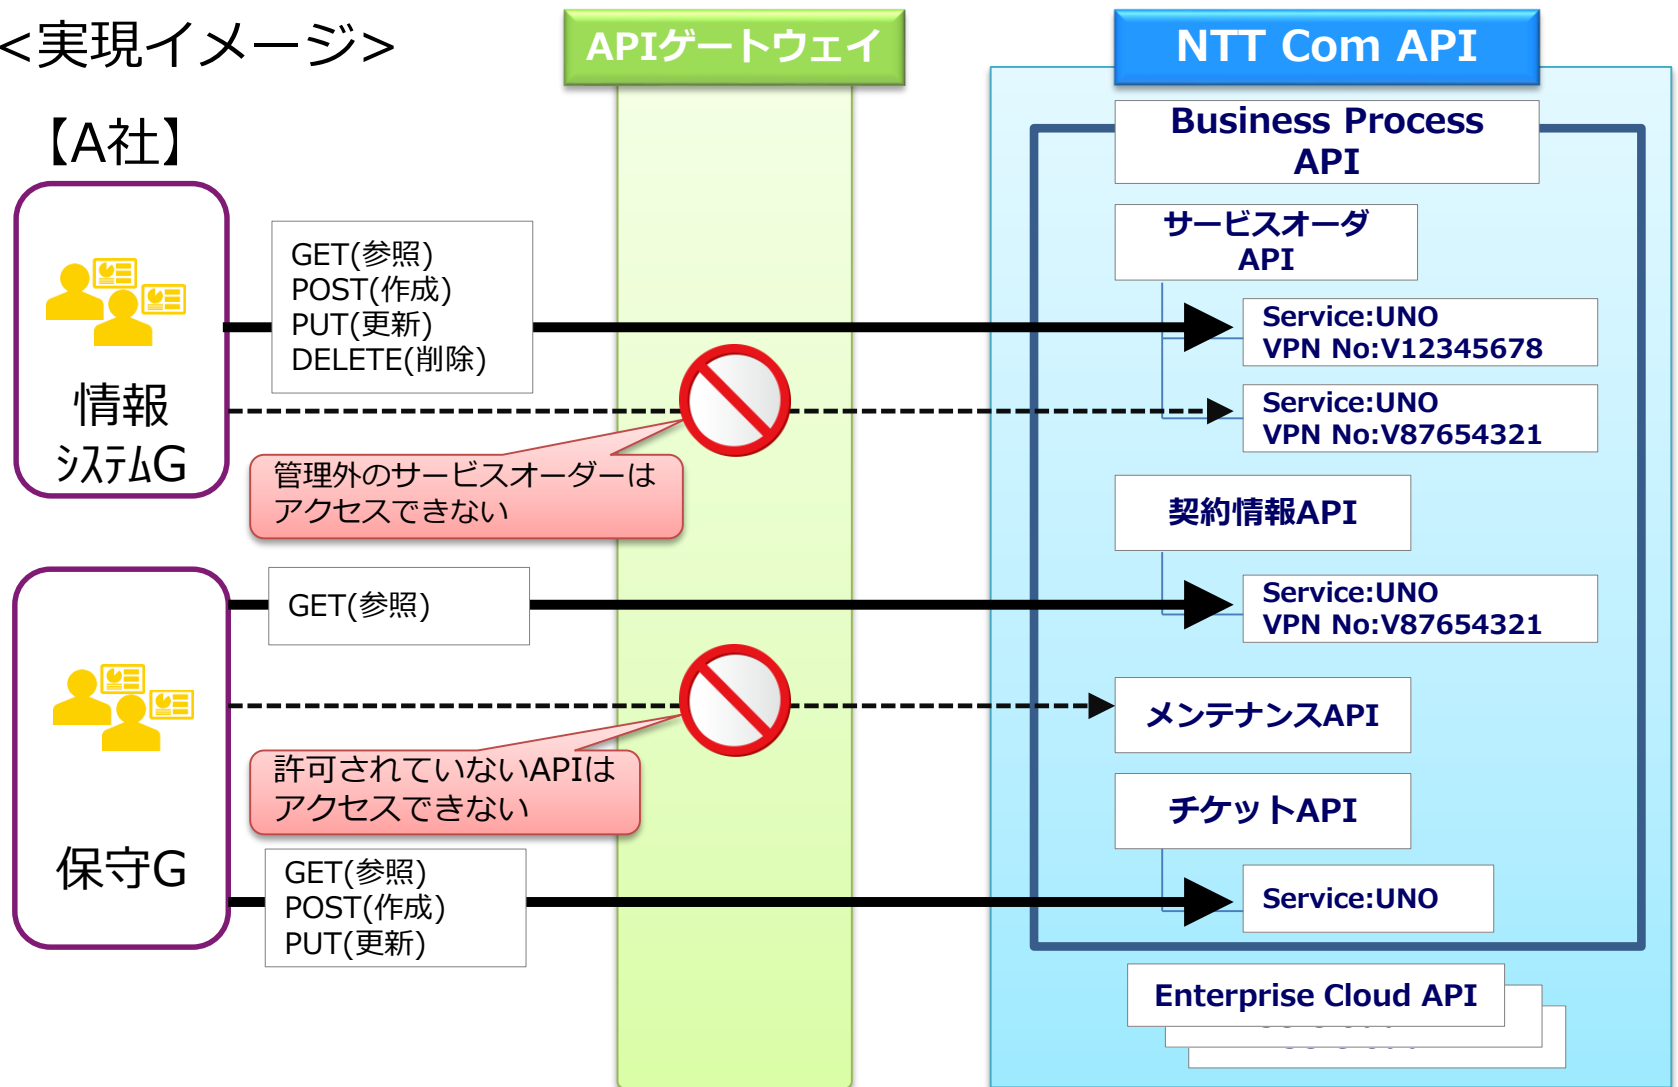 <実現イメージ>
APIゲートウェイ
NTT Com API
【A社】
Business Process
API
サービスオーダ
API
GET(参照)
POST(作成)
PUT(更新)
DELETE(削除)
Service:UNO
VPN No:V12345678
情報
ｼｽﾃﾑG
Service:UNO
VPN No:V87654321
管理外のサービスオーダーは
アクセスできない
契約情報API
GET(参照)
Service:UNO
VPN No:V87654321
メンテナンスAPI
許可されていないAPIは
アクセスできない
チケットAPI
保守G
GET(参照)
POST(作成)
PUT(更新)
Service:UNO
Enterprise Cloud API